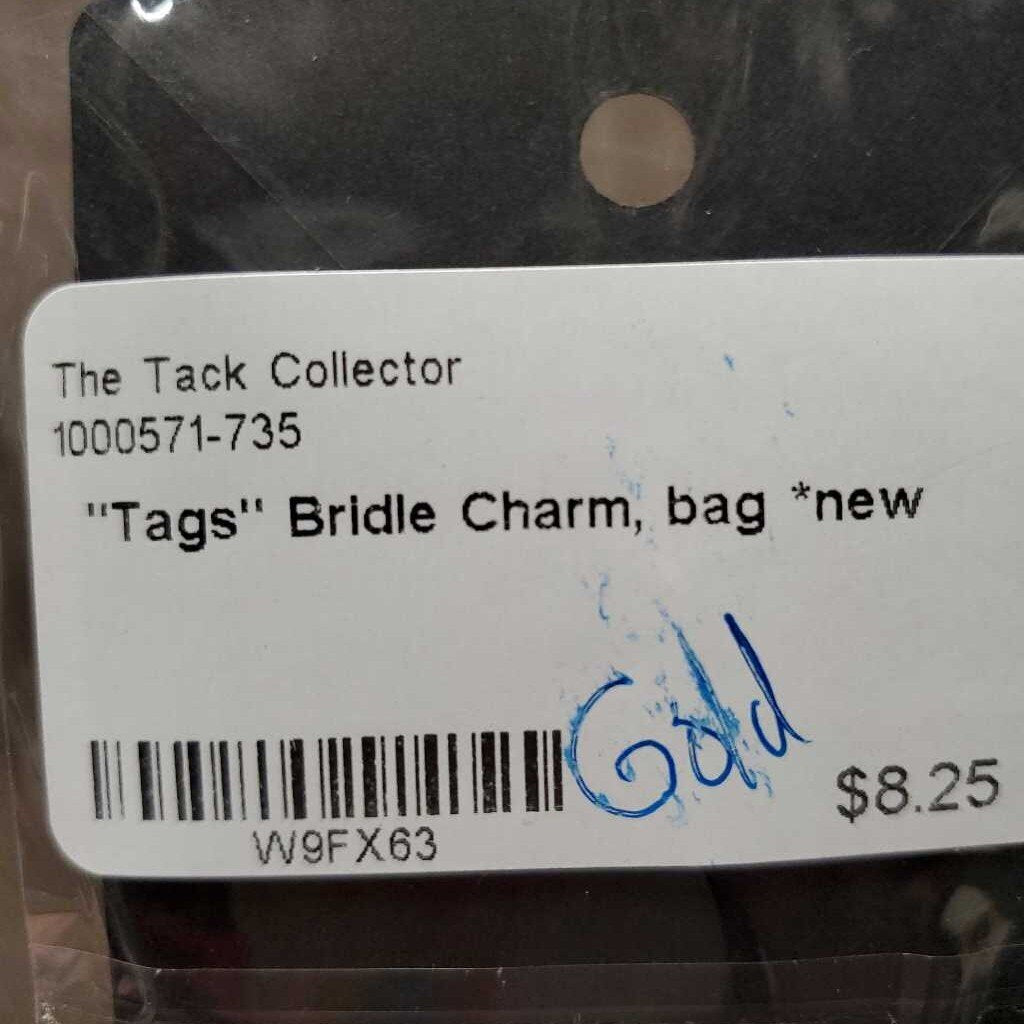 The Tack Collector
1000571-735
"Tags" Bridle Charm, bag *new
Gold
$8.25
W9FX63